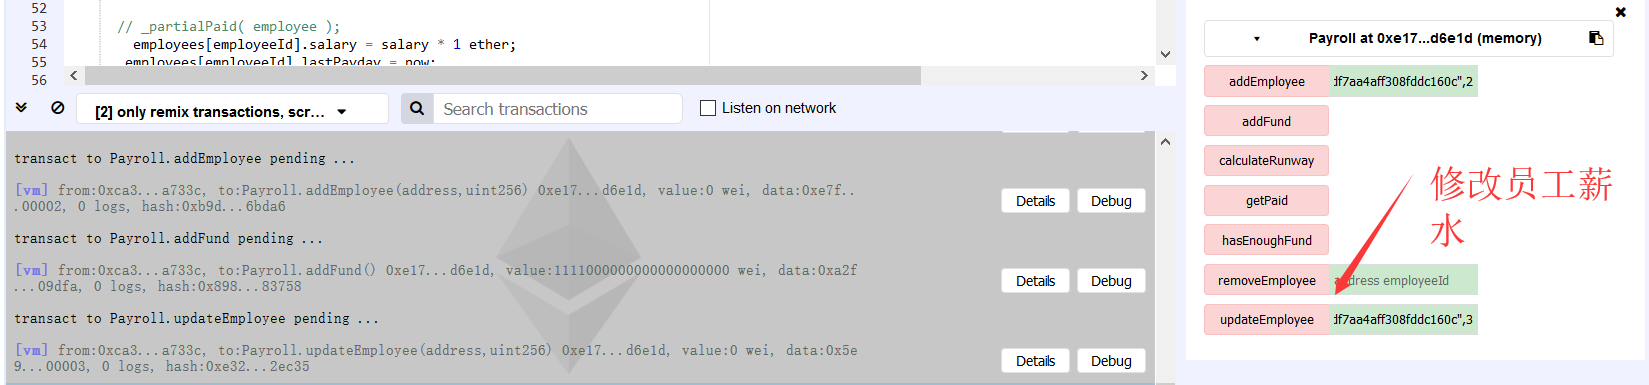 52
53 // _partialPaid( employee );
54 employees[employeeId].salary = salary * 1 ether;
55 employees[employeeId].lastPayday = now;
56
[2] only remix transactions, scr...
Search transactions
Listen on network
transact to Payroll.addEmployee pending ...
[vm] from:0xca3...a733c, to:Payroll.addEmployee(address,uint256) 0xe17...d6e1d, value:0 wei, data:0xe7f..
.00002, 0 logs, hash:0xb9d...6bda6
Details
Debug
transact to Payroll.addFund pending ...
[vm] from:0xca3...a733c, to:Payroll.addFund() 0xe17...d6e1d, value:1111000000000000000000 wei, data:0xa2f
...09dfa, 0 logs, hash:0x898...83758
Details
Debug
transact to Payroll.updateEmployee pending ...
[vm] from:0xca3...a733c, to:Payroll.updateEmployee(address,uint256) 0xe17...d6e1d, value:0 wei, data:0x5e
9...00003, 0 logs, hash:0xe32...2ec35
Details
Debug
Payroll at 0xe17...d6e1d (memory)
addEmployee df7aa4aff308fddc160c",2
addFund
calculateRunway
getPaid
hasEnoughFund
removeEmployee address employeeId
updateEmployee df7aa4aff308fddc160c",3
修改员工薪
水